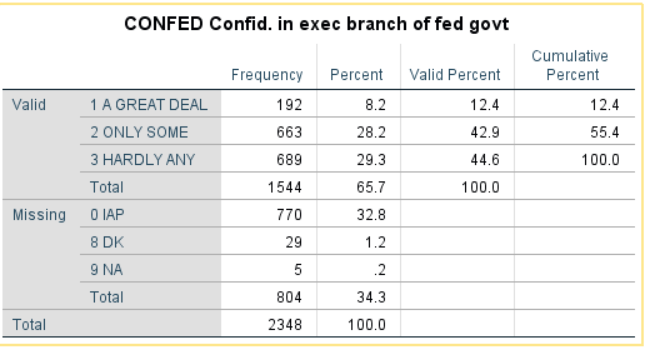 CONFED Confid. in exec branch of fed govt
Frequency Percent Valid Percent Cumulative Percent
Valid 1 A GREAT DEAL 192 8.2 12.4 12.4
2 ONLY SOME 663 28.2 42.9 55.4
3 HARDLY ANY 689 29.3 44.6 100.0
Total 1544 65.7 100.0
Missing 0 IAP 770 32.8
8 DK 29 1.2
9 NA 5 .2
Total 804 34.3
Total 2348 100.0